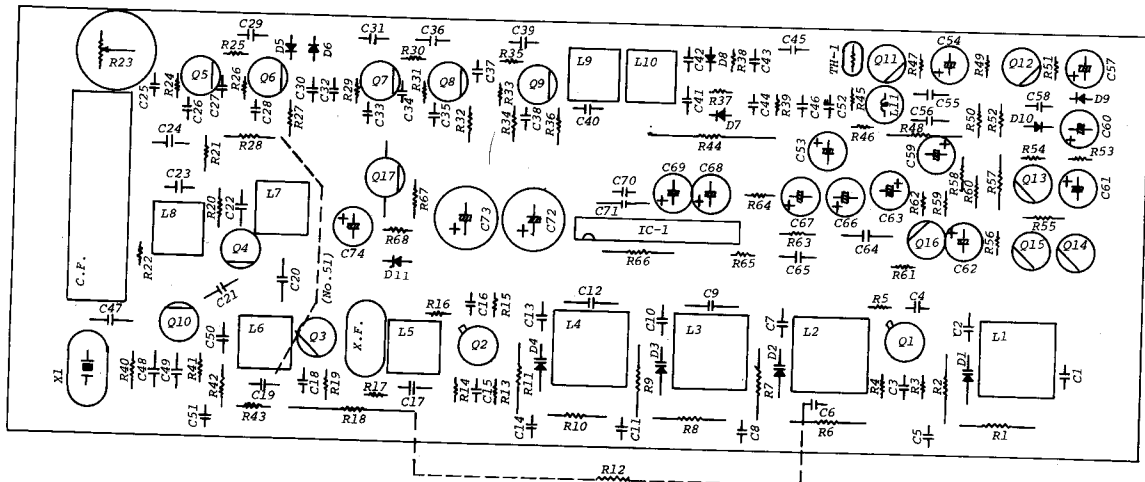 R23
C25
R24
Q5
C26
C27
R25
R26
C29
Q6
C28
D5
D6
R27
C30
C32
C31
R29
Q7
C33
R30
C34
R31
C36
Q8
C35
R32
C37
R33
R34
R35
C39
Q9
C38
R36
L9
C40
L10
C42
D8
R38
C43
C41
R37
D7
C44
R39
C45
C46
C52
R45
TH-1
Q11
L11
R46
R47
C54
C55
C56
R48
R49
R50
R52
Q12
R51
C57
C58
D9
D10
C60
R53
R54
C.F.
C24
R21
R28
C23
L8
R20
C22
L7
R22
Q4
C21
C20
(No.51)
Q17
R67
C74
R68
D11
C73
C72
C70
C71
C69
C68
R44
R64
IC-1
R66
R65
C53
C67
C66
C63
R63
C65
C64
C59
R58
R60
R62
R59
R57
Q16
C62
R61
R56
Q13
C61
R55
Q15
Q14
C47
X1
R40
C48
C49
Q10
R41
C50
R42
C51
L6
C19
R43
Q3
C18
R19
R18
X.F.
R17
L5
C17
R16
C16
R15
Q2
R14
C15
R13
C13
D4
R11
C14
C12
L4
R10
C11
C10
D3
R9
C9
L3
R8
C8
C7
D2
R7
L2
C6
R6
R5
C4
Q1
R4
C3
R3
R2
C5
C2
D1
L1
C1
R1
R12